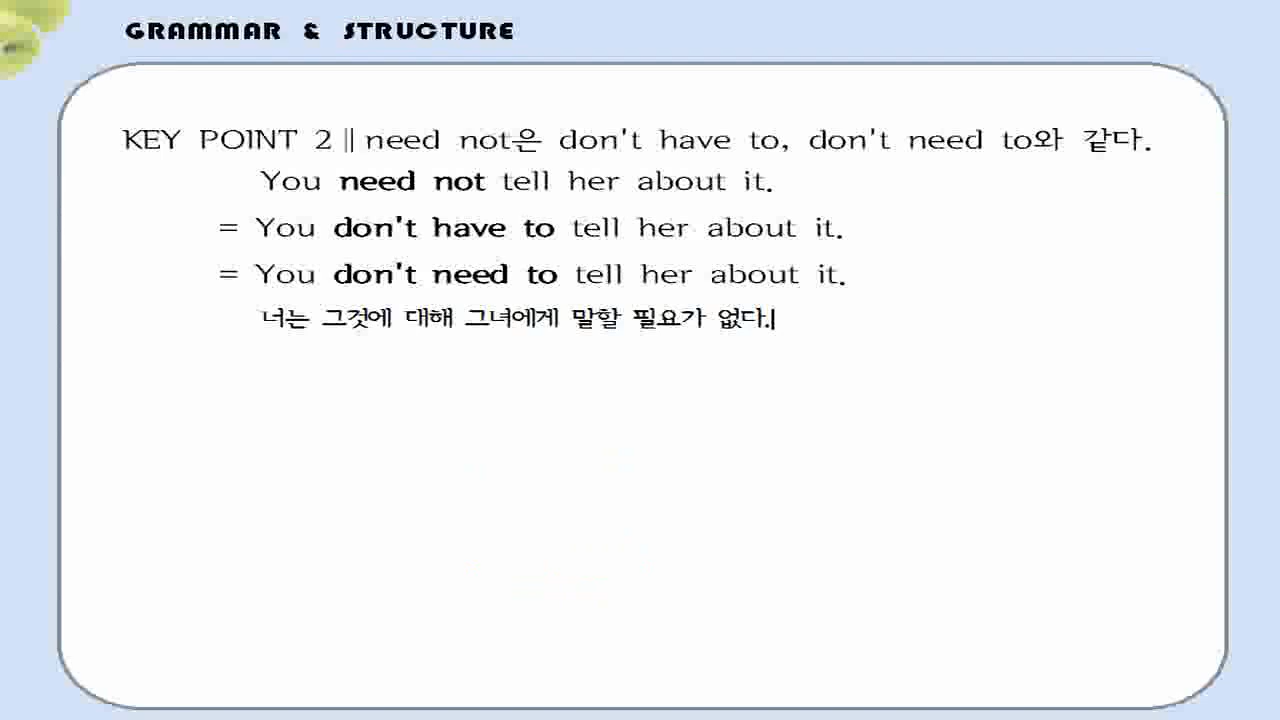 GRAMMAR & STRUCTURE
KEY POINT 2 || need not은 don't have to, don't need to와 같다.
You need not tell her about it.
= You don't have to tell her about it.
= You don't need to tell her about it.
너는 그것에 대해 그녀에게 말할 필요가 없다.